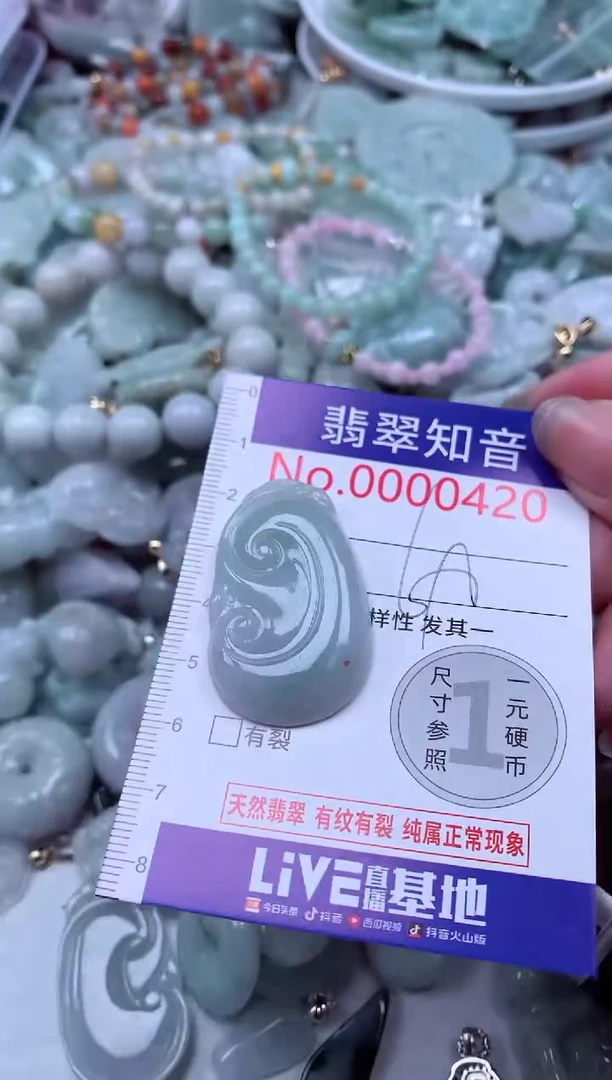 翡翠知音
No.0000420
样性 发其一
尺寸参照
1
一元硬币
有裂
天然翡翠 有纹有裂 纯属正常现象
LiVE直播基地
今日头条 抖音 西瓜视频 抖音火山版
0
1
2
4
5
6
7
8